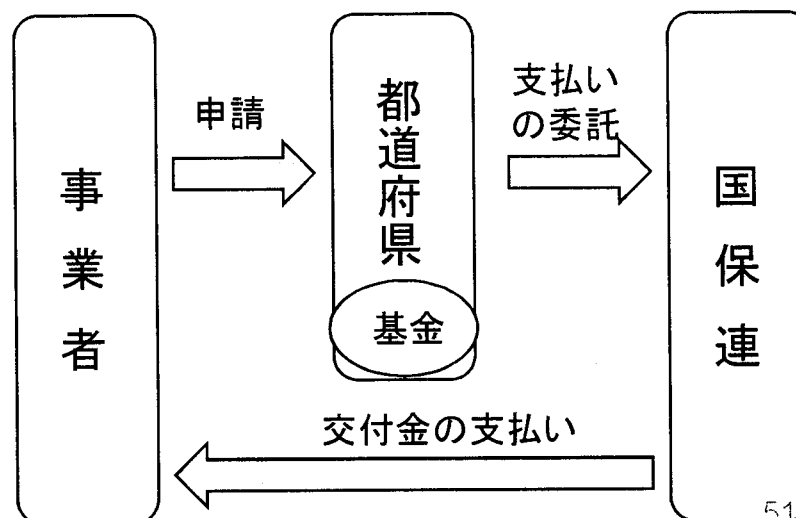 事業者
申請
都道府県
基金
支払い
の委託
国保連
交付金の支払い
51